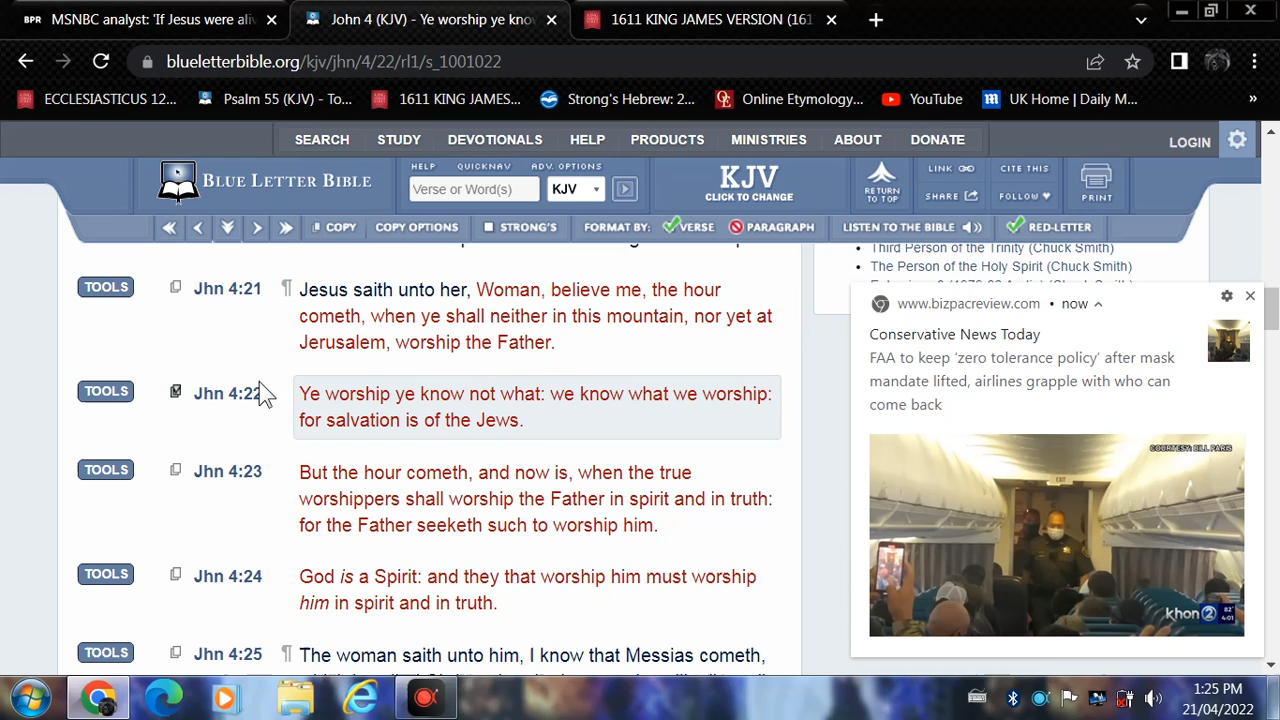 BPR MSNBC analyst: 'If Jesus were aliv
John 4 (KJV) - Ye worship ye know
1611 KING JAMES VERSION (161
blueletterbible.org/kjv/jhn/4/22/rl1/s_1001022
ECCLESIASTICUS 12... Psalm 55 (KJV) - To... 1611 KING JAMES... Strong's Hebrew: 2... OE Online Etymology... YouTube m UK Home | Daily M... »
SEARCH STUDY DEVOTIONALS HELP PRODUCTS MINISTRIES ABOUT DONATE LOGIN
BLUE LETTER BIBLE
HELP QUICKNAV ADV. OPTIONS
Verse or Word(s) KJV
KJV
CLICK TO CHANGE
RETURN
TO TOP
LINK CITE THIS
SHARE FOLLOW
PRINT
COPY COPY OPTIONS STRONG'S FORMAT BY: VERSE PARAGRAPH LISTEN TO THE BIBLE RED-LETTER
TOOLS Jhn 4:21 ¶ Jesus saith unto her, Woman, believe me, the hour
cometh, when ye shall neither in this mountain, nor yet at
Jerusalem, worship the Father.
TOOLS Jhn 4:22 Ye worship ye know not what: we know what we worship:
for salvation is of the Jews.
TOOLS Jhn 4:23 But the hour cometh, and now is, when the true
worshippers shall worship the Father in spirit and in truth:
for the Father seeketh such to worship him.
TOOLS Jhn 4:24 God is a Spirit: and they that worship him must worship
him in spirit and in truth.
TOOLS Jhn 4:25 ¶ The woman saith unto him, I know that Messias cometh,
Third Person of the Trinity (Chuck Smith)
The Person of the Holy Spirit (Chuck Smith)
www.bizpacreview.com • now
Conservative News Today
FAA to keep 'zero tolerance policy' after mask
mandate lifted, airlines grapple with who can
come back
COURTESY: BILL PARIS
EXIT
khon 2 82°
4:01
1:25 PM
21/04/2022